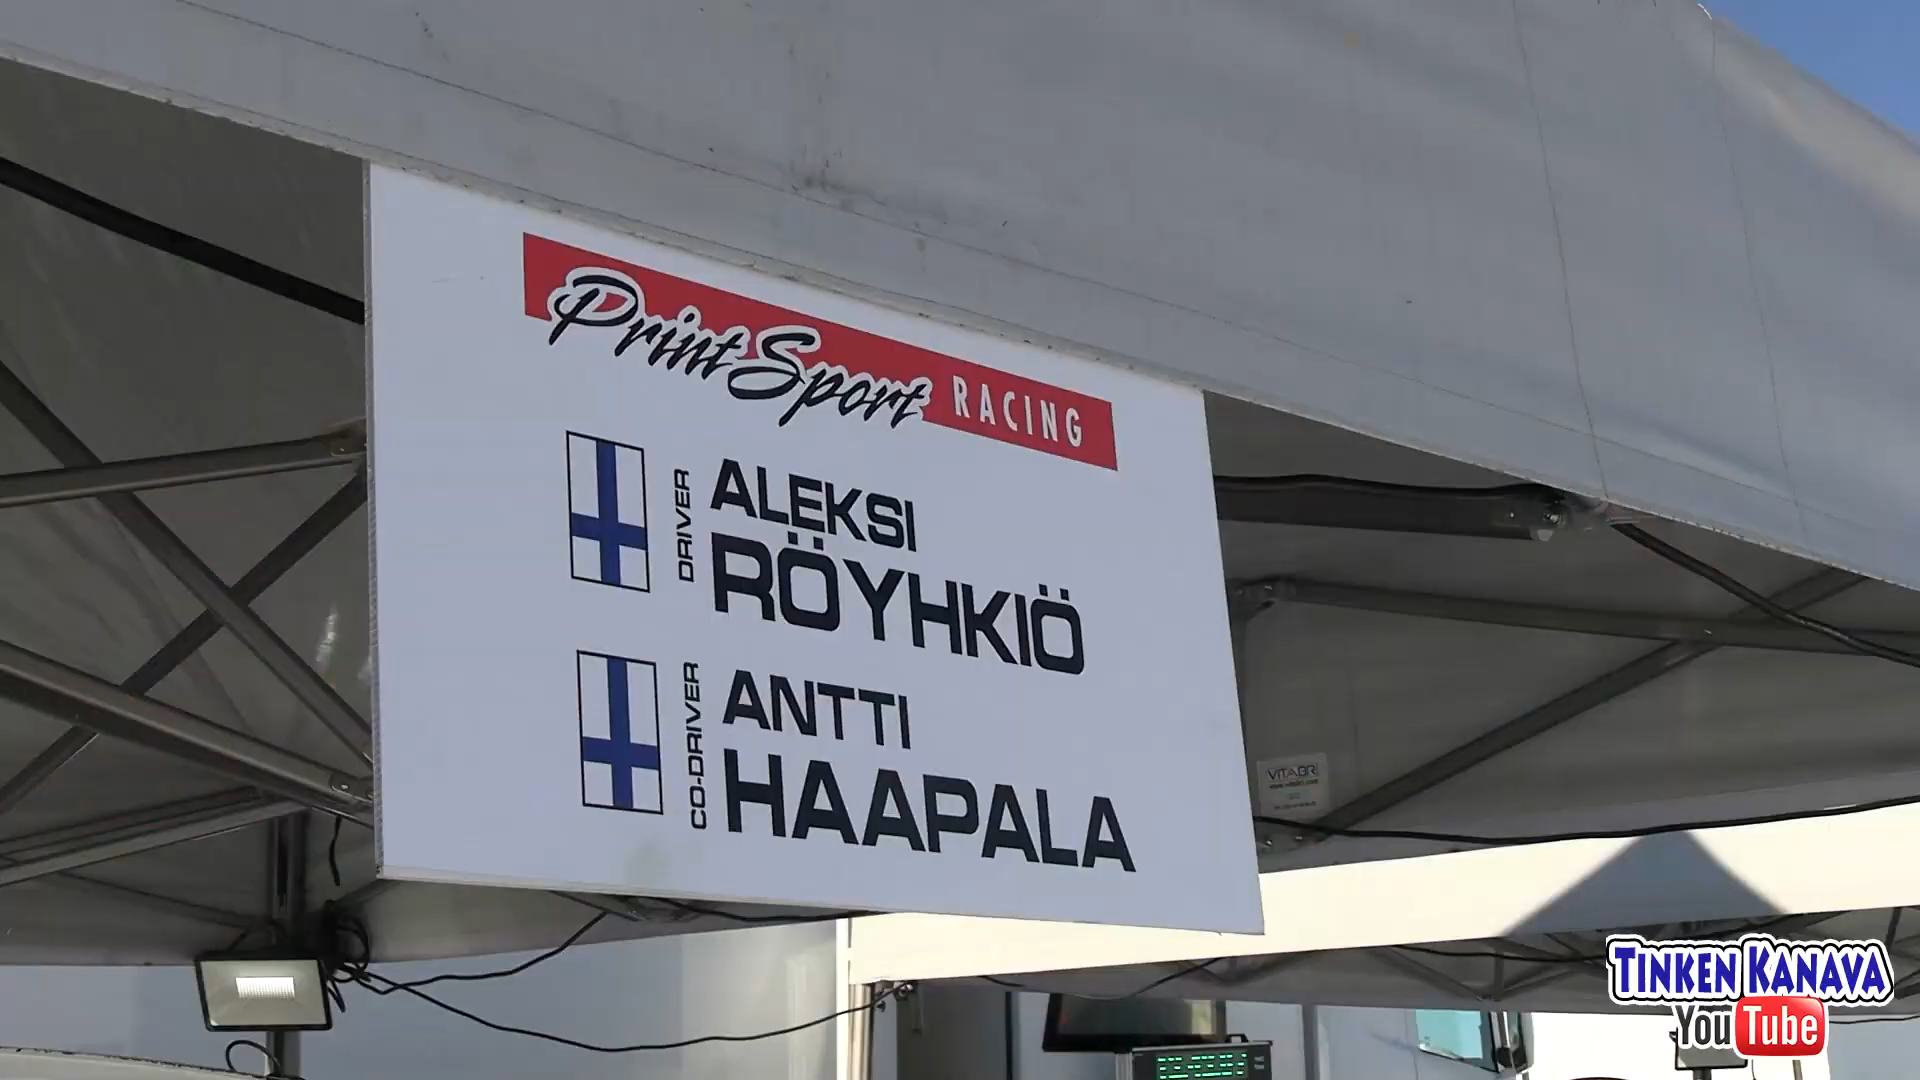 PrintSport RACING
DRIVER
ALEKSI
RÖYHKIÖ
CO-DRIVER
ANTTI
HAAPALA
VITABRI
TINKEN KANAVA
YouTube